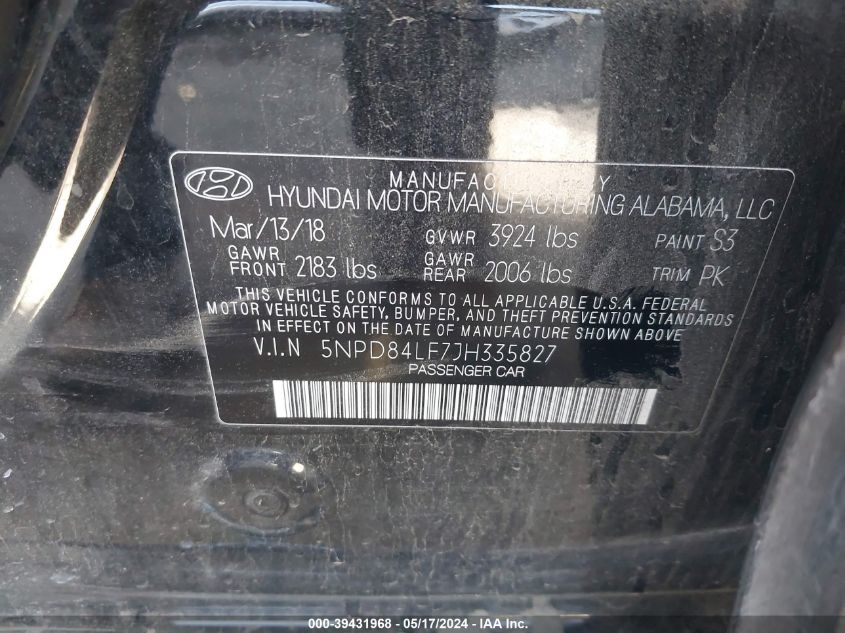 MANUFACTURED BY
HYUNDAI MOTOR MANUFACTURING ALABAMA, LLC
Mar/13/18 GVWR 3924 lbs PAINT S3
GAWR FRONT 2183 lbs GAWR REAR 2006 lbs TRIM PK
THIS VEHICLE CONFORMS TO ALL APPLICABLE U.S.A. FEDERAL
MOTOR VEHICLE SAFETY, BUMPER, AND THEFT PREVENTION STANDARDS
IN EFFECT ON THE DATE OF MANUFACTURE SHOWN ABOVE
V.I.N 5NPD84LF7JH335827
PASSENGER CAR
000-39431968 - 05/17/2024 - IAA Inc.